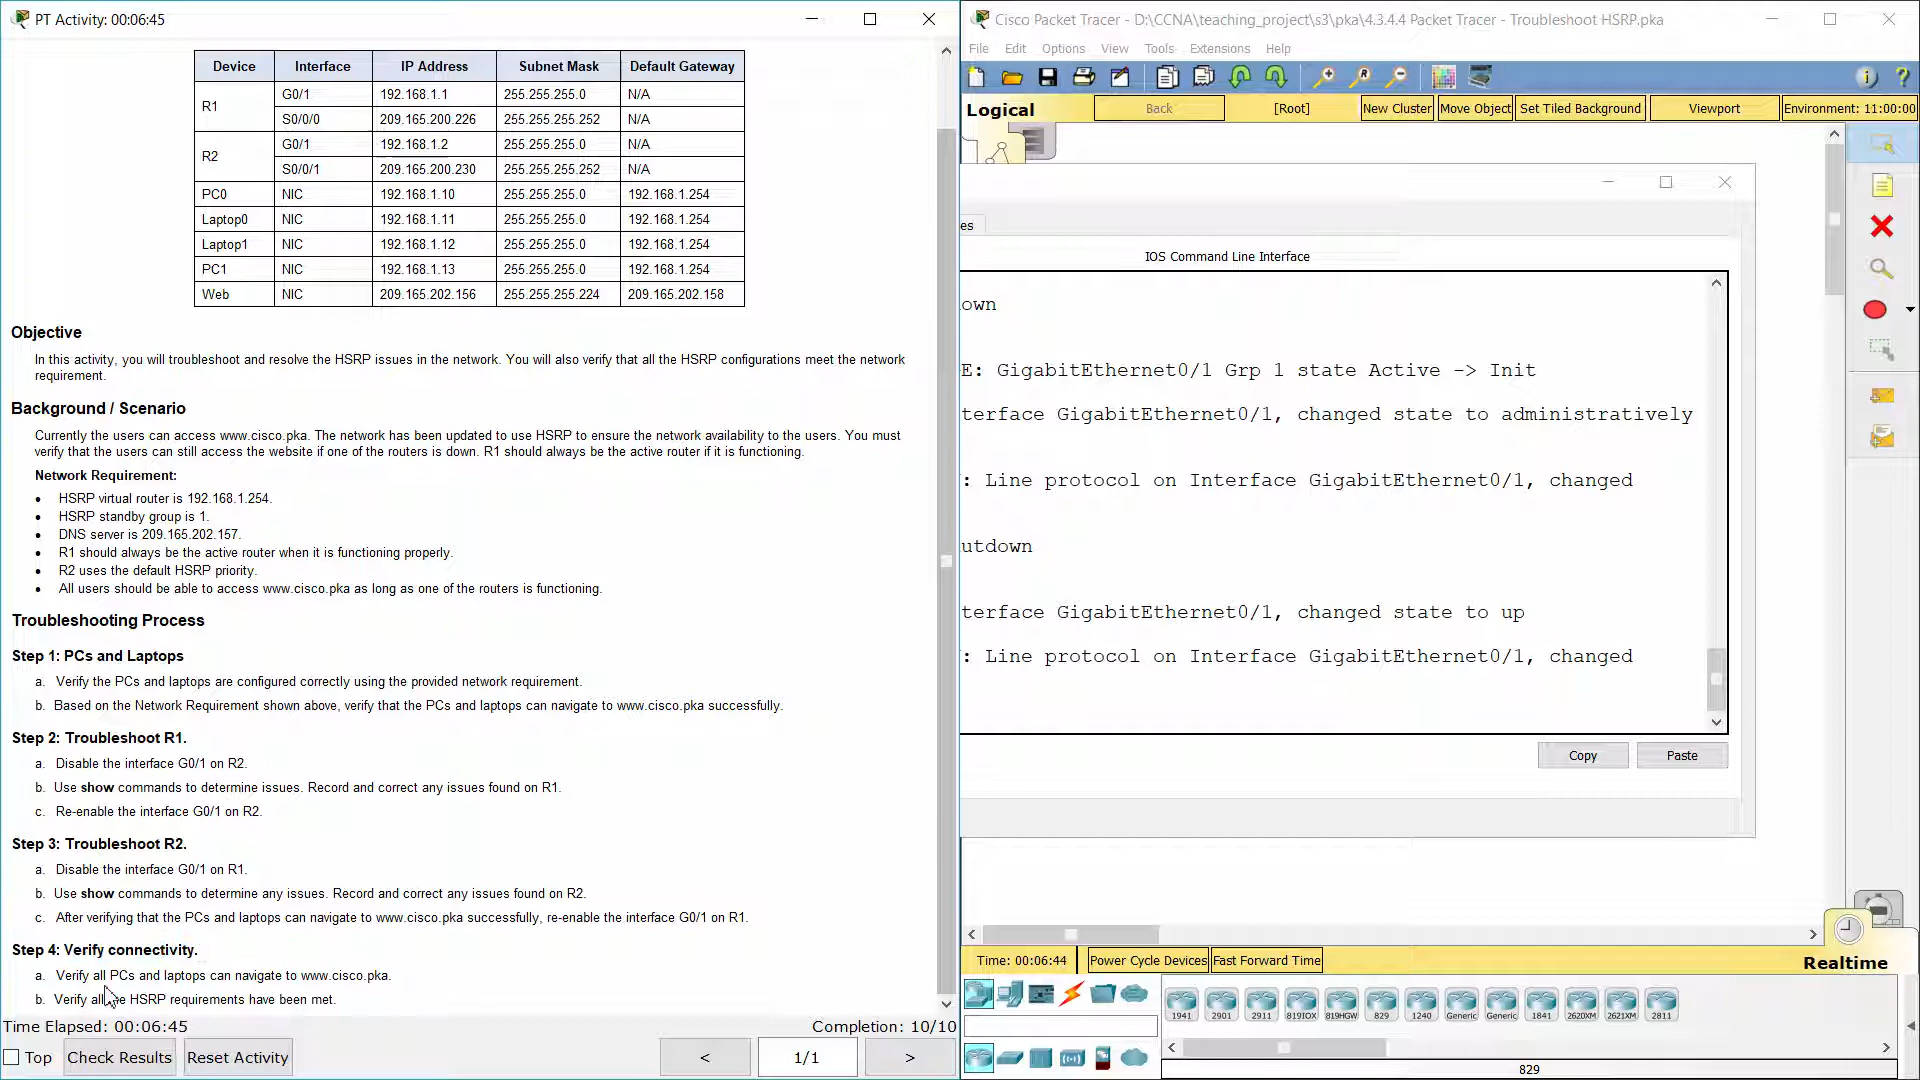 PT Activity: 00:06:45
Device Interface IP Address Subnet Mask Default Gateway
R1 G0/1 192.168.1.1 255.255.255.0 N/A
S0/0/0 209.165.200.226 255.255.255.252 N/A
R2 G0/1 192.168.1.2 255.255.255.0 N/A
S0/0/1 209.165.200.230 255.255.255.252 N/A
PC0 NIC 192.168.1.10 255.255.255.0 192.168.1.254
Laptop0 NIC 192.168.1.11 255.255.255.0 192.168.1.254
Laptop1 NIC 192.168.1.12 255.255.255.0 192.168.1.254
PC1 NIC 192.168.1.13 255.255.255.0 192.168.1.254
Web NIC 209.165.202.156 255.255.255.224 209.165.202.158
Objective
In this activity, you will troubleshoot and resolve the HSRP issues in the network. You will also verify that all the HSRP configurations meet the network
requirement.
Background / Scenario
Currently the users can access www.cisco.pka. The network has been updated to use HSRP to ensure the network availability to the users. You must
verify that the users can still access the website if one of the routers is down. R1 should always be the active router if it is functioning.
Network Requirement:
• HSRP virtual router is 192.168.1.254.
• HSRP standby group is 1.
• DNS server is 209.165.202.157.
• R1 should always be the active router when it is functioning properly.
• R2 uses the default HSRP priority.
• All users should be able to access www.cisco.pka as long as one of the routers is functioning.
Troubleshooting Process
Step 1: PCs and Laptops
a. Verify the PCs and laptops are configured correctly using the provided network requirement.
b. Based on the Network Requirement shown above, verify that the PCs and laptops can navigate to www.cisco.pka successfully.
Step 2: Troubleshoot R1.
a. Disable the interface G0/1 on R2.
b. Use show commands to determine issues. Record and correct any issues found on R1.
c. Re-enable the interface G0/1 on R2.
Step 3: Troubleshoot R2.
a. Disable the interface G0/1 on R1.
b. Use show commands to determine any issues. Record and correct any issues found on R2.
c. After verifying that the PCs and laptops can navigate to www.cisco.pka successfully, re-enable the interface G0/1 on R1.
Step 4: Verify connectivity.
a. Verify all PCs and laptops can navigate to www.cisco.pka.
b. Verify all HSRP requirements have been met.
Time Elapsed: 00:06:45 Completion: 10/10
Top Check Results Reset Activity < 1/1 >
Cisco Packet Tracer - D:\CCNA\teaching_project\s3\pka\4.3.4.4 Packet Tracer - Troubleshoot HSRP.pka
File Edit Options View Tools Extensions Help
Logical Back [Root] New Cluster Move Object Set Tiled Background Viewport Environment: 11:00:00
es
IOS Command Line Interface
own
E: GigabitEthernet0/1 Grp 1 state Active -> Init
terface GigabitEthernet0/1, changed state to administratively
: Line protocol on Interface GigabitEthernet0/1, changed
utdown
terface GigabitEthernet0/1, changed state to up
: Line protocol on Interface GigabitEthernet0/1, changed
Copy Paste
Time: 00:06:44 Power Cycle Devices Fast Forward Time Realtime
1941 2901 2911 819IOX 819HGW 829 1240 Generic Generic 1841 2620XM 2621XM 2811
829